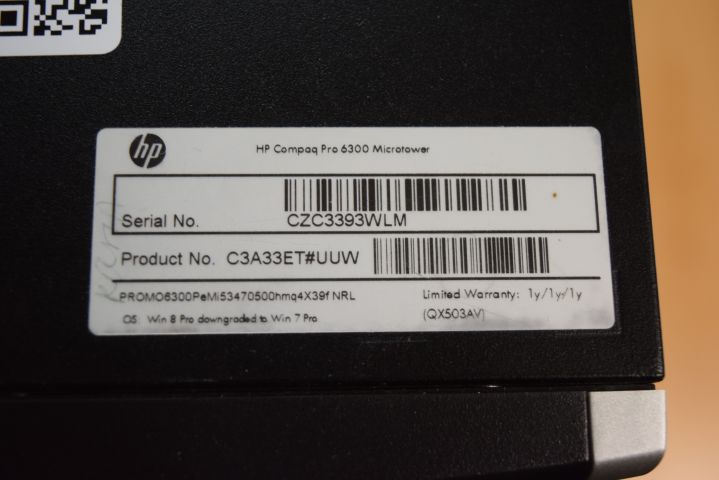 hp
HP Compaq Pro 6300 Microtower
Serial No. CZC3393WLM
Product No. C3A33ET#UUW
PROMO6300PeMi53470500hmq4X39f NRL
Limited Warranty: 1y/1y/1y
OS: Win 8 Pro downgraded to Win 7 Pro
(QX503AV)